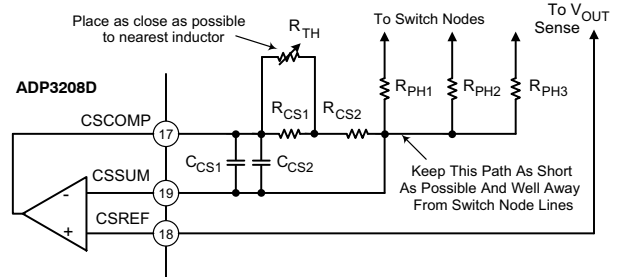 Place as close as possible
to nearest inductor
RTH
To Switch Nodes
To VOUT
Sense
ADP3208D
RPH1
RPH2
RPH3
RCS1
RCS2
CSCOMP
17
CCS1
CCS2
Keep This Path As Short
As Possible And Well Away
From Switch Node Lines
CSSUM
19
-
CSREF
+
18